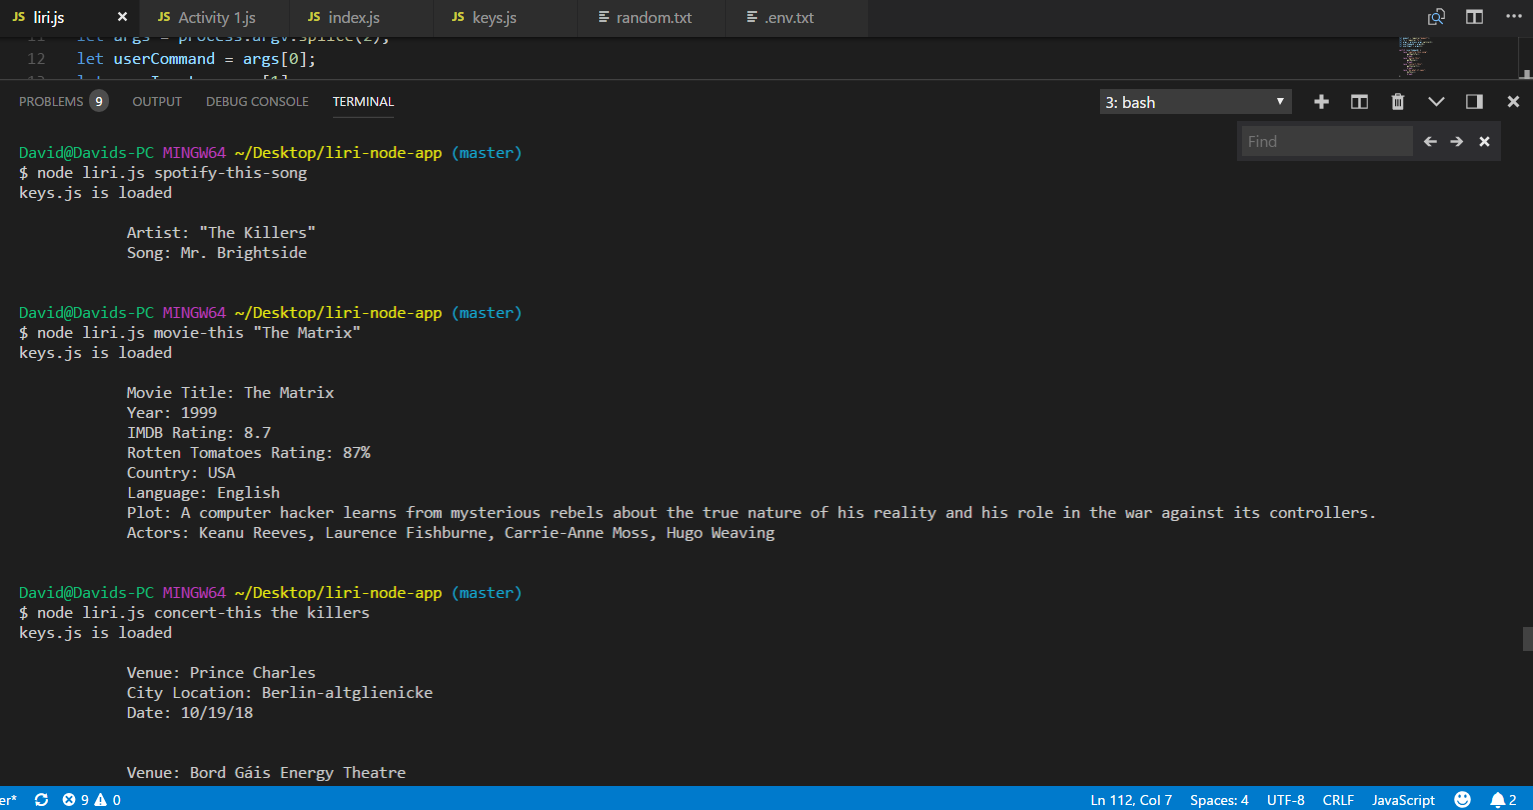 JS liri.js × JS Activity 1.js JS index.js JS keys.js random.txt .env.txt ...
11 let args = process.argv.splice(2);
12 let userCommand = args[0];
PROBLEMS 9 OUTPUT DEBUG CONSOLE TERMINAL 3: bash
Find
David@Davids-PC MINGW64 ~/Desktop/liri-node-app (master)
$ node liri.js spotify-this-song
keys.js is loaded
Artist: "The Killers"
Song: Mr. Brightside
David@Davids-PC MINGW64 ~/Desktop/liri-node-app (master)
$ node liri.js movie-this "The Matrix"
keys.js is loaded
Movie Title: The Matrix
Year: 1999
IMDB Rating: 8.7
Rotten Tomatoes Rating: 87%
Country: USA
Language: English
Plot: A computer hacker learns from mysterious rebels about the true nature of his reality and his role in the war against its controllers.
Actors: Keanu Reeves, Laurence Fishburne, Carrie-Anne Moss, Hugo Weaving
David@Davids-PC MINGW64 ~/Desktop/liri-node-app (master)
$ node liri.js concert-this the killers
keys.js is loaded
Venue: Prince Charles
City Location: Berlin-altglienicke
Date: 10/19/18
Venue: Bord Gáis Energy Theatre
er* 9 0 Ln 112, Col 7 Spaces: 4 UTF-8 CRLF JavaScript 2